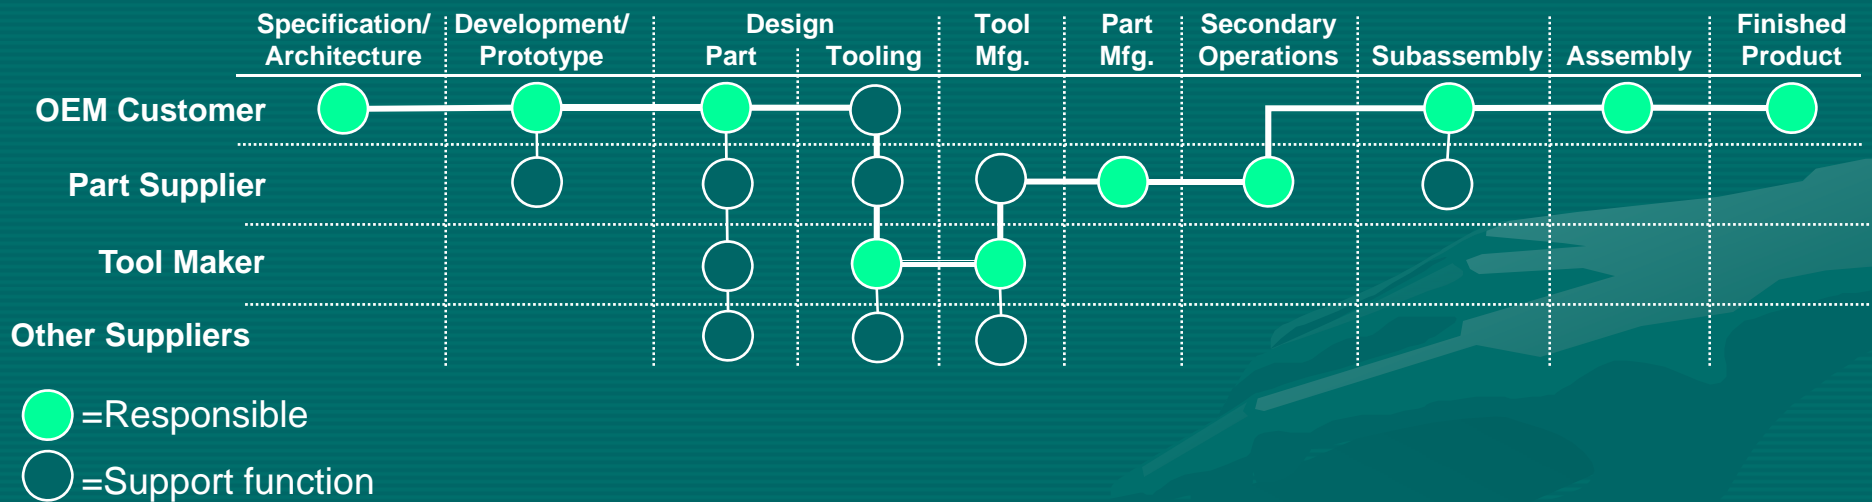 Specification/ Development/ Design Tool Part Secondary Finished
Architecture Prototype Part Tooling Mfg. Mfg. Operations Subassembly Assembly Product
OEM Customer
Part Supplier
Tool Maker
Other Suppliers
=Responsible
=Support function